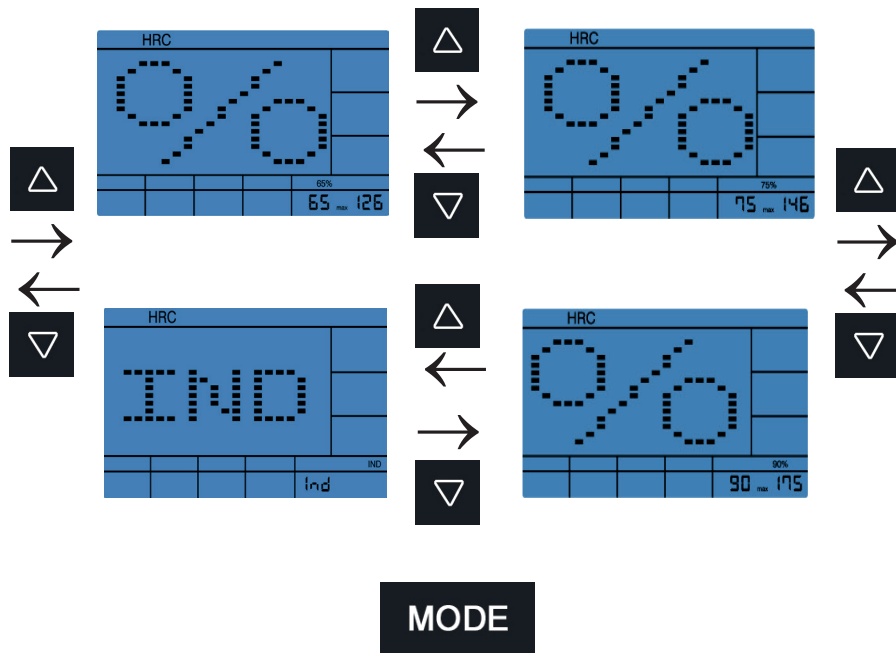 HRC
65%
65 max 126
HRC
75%
75 max 146
HRC
IND
IND
Ind
HRC
90%
90 max 175
MODE